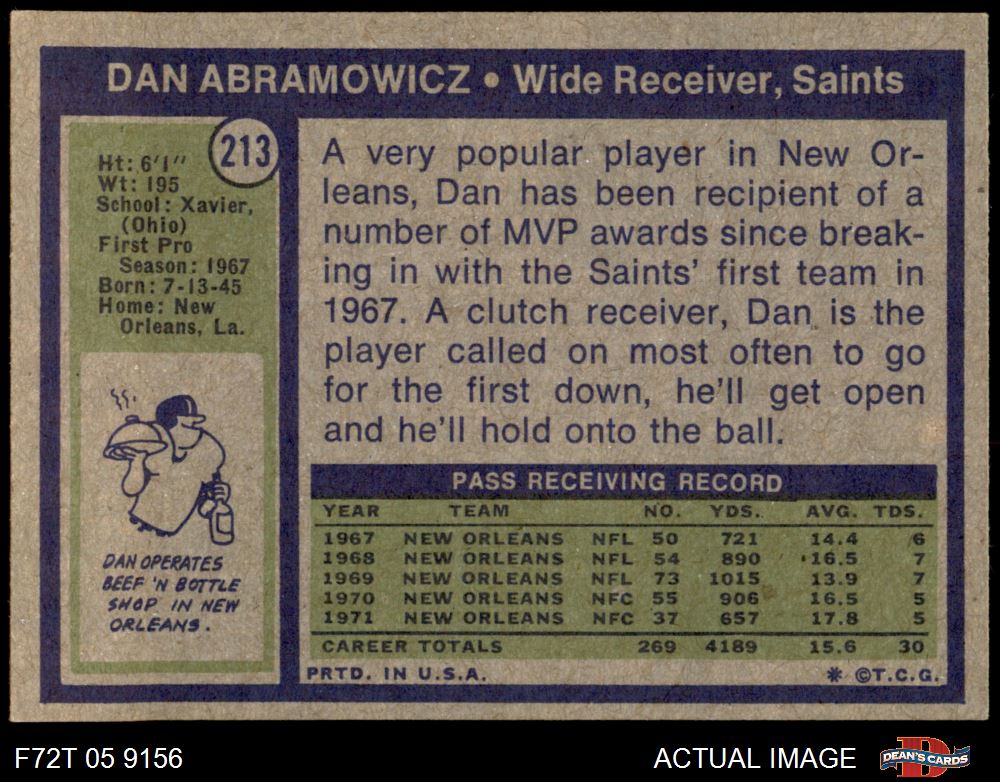 DAN ABRAMOWICZ • Wide Receiver, Saints
213
Ht: 6'1"
Wt: 195
School: Xavier,
(Ohio)
First Pro
Season: 1967
Born: 7-13-45
Home: New
Orleans, La.
DAN OPERATES
BEEF 'N BOTTLE
SHOP IN NEW
ORLEANS.
A very popular player in New Or-
leans, Dan has been recipient of a
number of MVP awards since break-
ing in with the Saints' first team in
1967. A clutch receiver, Dan is the
player called on most often to go
for the first down, he'll get open
and he'll hold onto the ball.
PASS RECEIVING RECORD
YEAR TEAM NO. YDS. AVG. TDS.
1967 NEW ORLEANS NFL 50 721 14.4 6
1968 NEW ORLEANS NFL 54 890 16.5 7
1969 NEW ORLEANS NFL 73 1015 13.9 7
1970 NEW ORLEANS NFC 55 906 16.5 5
1971 NEW ORLEANS NFC 37 657 17.8 5
CAREER TOTALS 269 4189 15.6 30
PRTD. IN U.S.A. * ©T.C.G.
F72T 05 9156 ACTUAL IMAGE DEAN'S CARDS